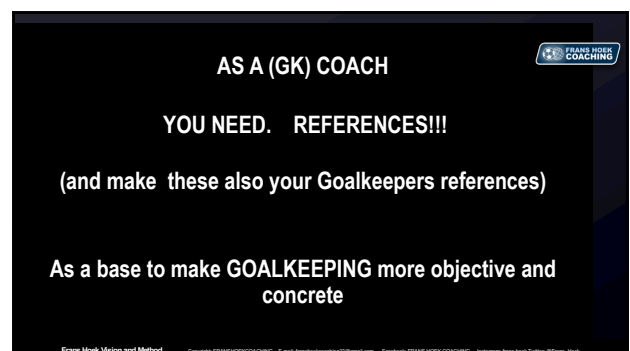 FRANS HOEK
COACHING
AS A (GK) COACH
YOU NEED. REFERENCES!!!
(and make these also your Goalkeepers references)
As a base to make GOALKEEPING more objective and
concrete
Frans Hoek Vision and Method